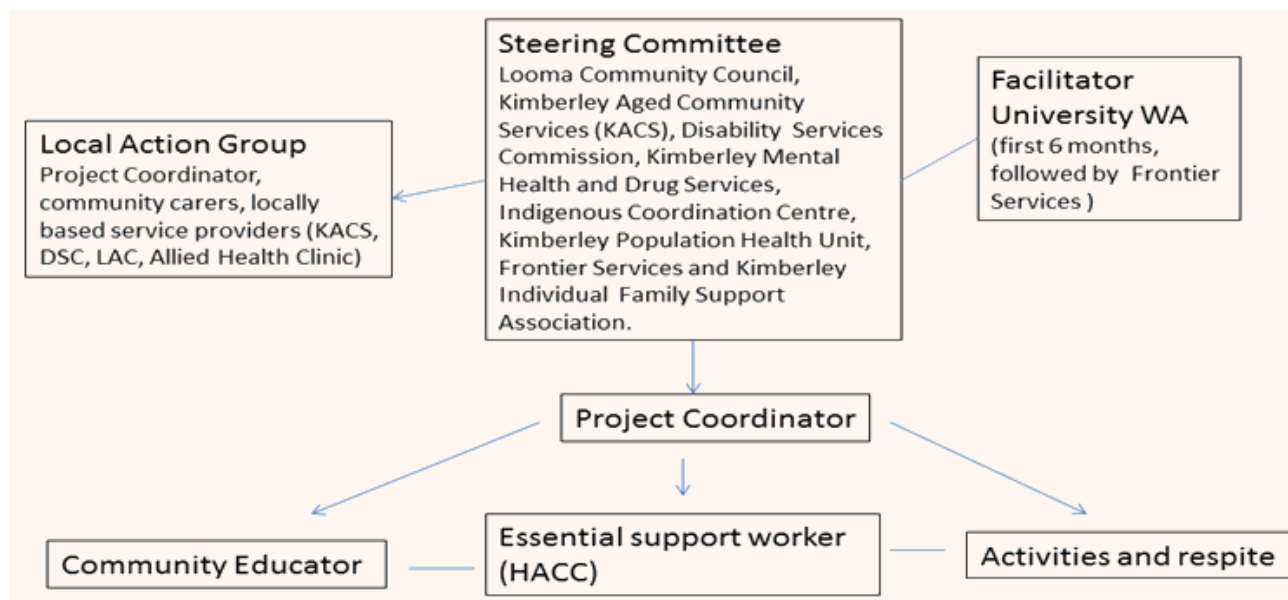 Steering Committee
Looma Community Council,
Kimberley Aged Community
Services (KACS), Disability Services
Commission, Kimberley Mental
Health and Drug Services,
Indigenous Coordination Centre,
Kimberley Population Health Unit,
Frontier Services and Kimberley
Individual Family Support
Association.
Facilitator
University WA
(first 6 months,
followed by Frontier
Services )
Local Action Group
Project Coordinator,
community carers, locally
based service providers (KACS,
DSC, LAC, Allied Health Clinic)
Project Coordinator
Community Educator
Essential support worker
(HACC)
Activities and respite